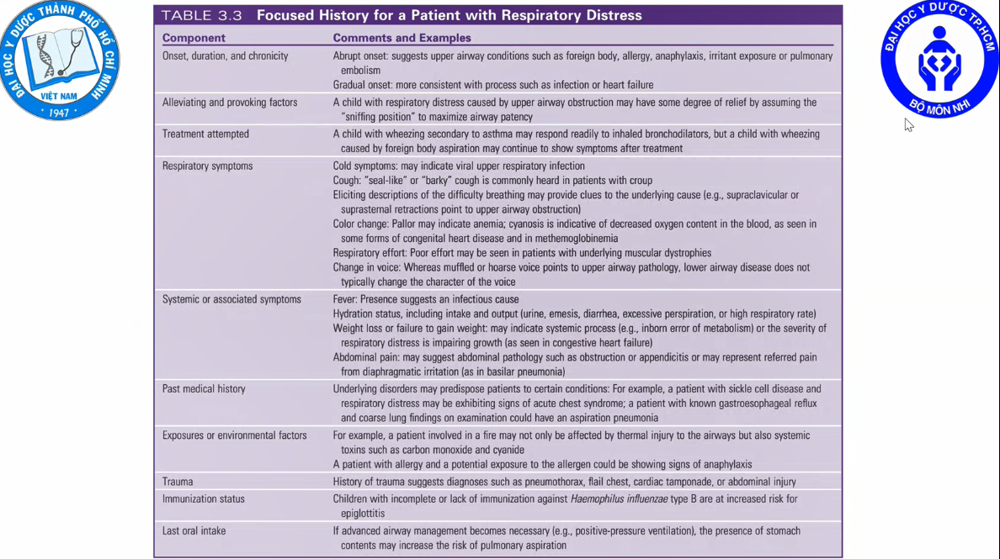 ĐẠI HỌC Y DƯỢC THÀNH PHỐ HỒ CHÍ MINH
VIỆT NAM
1947
ĐẠI HỌC Y DƯỢC TP.HCM
BỘ MÔN NHI
TABLE 3.3 Focused History for a Patient with Respiratory Distress
Component Comments and Examples
Onset, duration, and chronicity Abrupt onset: suggests upper airway conditions such as foreign body, allergy, anaphylaxis, irritant exposure or pulmonary
embolism
Gradual onset: more consistent with process such as infection or heart failure
Alleviating and provoking factors A child with respiratory distress caused by upper airway obstruction may have some degree of relief by assuming the
“sniffing position” to maximize airway patency
Treatment attempted A child with wheezing secondary to asthma may respond readily to inhaled bronchodilators, but a child with wheezing
caused by foreign body aspiration may continue to show symptoms after treatment
Respiratory symptoms Cold symptoms: may indicate viral upper respiratory infection
Cough: “seal-like” or “barky” cough is commonly heard in patients with croup
Eliciting descriptions of the difficulty breathing may provide clues to the underlying cause (e.g., supraclavicular or
suprasternal retractions point to upper airway obstruction)
Color change: Pallor may indicate anemia; cyanosis is indicative of decreased oxygen content in the blood, as seen in
some forms of congenital heart disease and in methemoglobinemia
Respiratory effort: Poor effort may be seen in patients with underlying muscular dystrophies
Change in voice: Whereas muffled or hoarse voice points to upper airway pathology, lower airway disease does not
typically change the character of the voice
Systemic or associated symptoms Fever: Presence suggests an infectious cause
Hydration status, including intake and output (urine, emesis, diarrhea, excessive perspiration, or high respiratory rate)
Weight loss or failure to gain weight: may indicate systemic process (e.g., inborn error of metabolism) or the severity of
respiratory distress is impairing growth (as seen in congestive heart failure)
Abdominal pain: may suggest abdominal pathology such as obstruction or appendicitis or may represent referred pain
from diaphragmatic irritation (as in basilar pneumonia)
Past medical history Underlying disorders may predispose patients to certain conditions: For example, a patient with sickle cell disease and
respiratory distress may be exhibiting signs of acute chest syndrome; a patient with known gastroesophageal reflux
and coarse lung findings on examination could have an aspiration pneumonia
Exposures or environmental factors For example, a patient involved in a fire may not only be affected by thermal injury to the airways but also systemic
toxins such as carbon monoxide and cyanide
A patient with allergy and a potential exposure to the allergen could be showing signs of anaphylaxis
Trauma History of trauma suggests diagnoses such as pneumothorax, flail chest, cardiac tamponade, or abdominal injury
Immunization status Children with incomplete or lack of immunization against Haemophilus influenzae type B are at increased risk for
epiglottitis
Last oral intake If advanced airway management becomes necessary (e.g., positive-pressure ventilation), the presence of stomach
contents may increase the risk of pulmonary aspiration